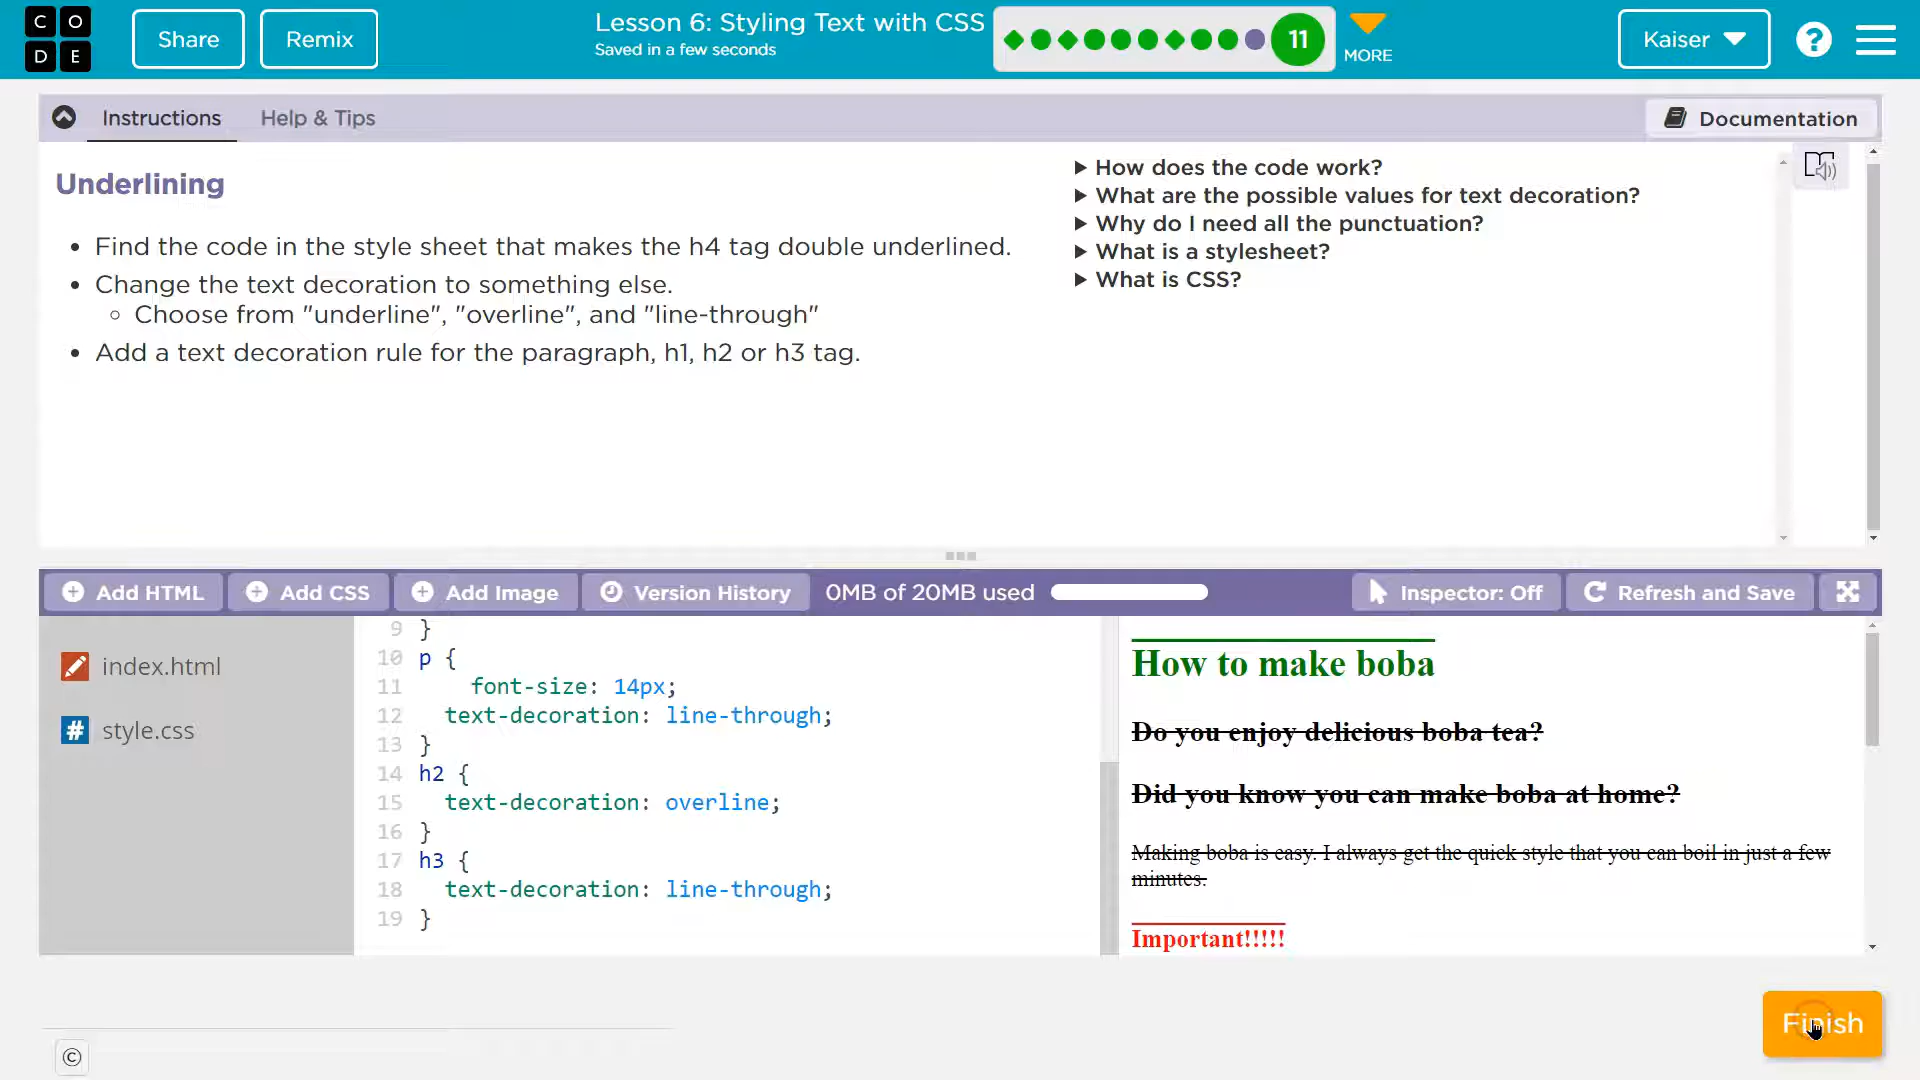 C O
D E
Share
Remix
Lesson 6: Styling Text with CSS
Saved in a few seconds
11
MORE
Kaiser
?
Instructions
Help & Tips
Documentation
Underlining
• Find the code in the style sheet that makes the h4 tag double underlined.
• Change the text decoration to something else.
○ Choose from "underline", "overline", and "line-through"
• Add a text decoration rule for the paragraph, h1, h2 or h3 tag.
▶ How does the code work?
▶ What are the possible values for text decoration?
▶ Why do I need all the punctuation?
▶ What is a stylesheet?
▶ What is CSS?
Add HTML
Add CSS
Add Image
Version History
0MB of 20MB used
Inspector: Off
Refresh and Save
index.html
# style.css
9 }
10 p {
11 font-size: 14px;
12 text-decoration: line-through;
13 }
14 h2 {
15 text-decoration: overline;
16 }
17 h3 {
18 text-decoration: line-through;
19 }
How to make boba
Do you enjoy delicious boba tea?
Did you know you can make boba at home?
Making boba is easy. I always get the quick style that you can boil in just a few
minutes.
Important!!!!!
Finish
©